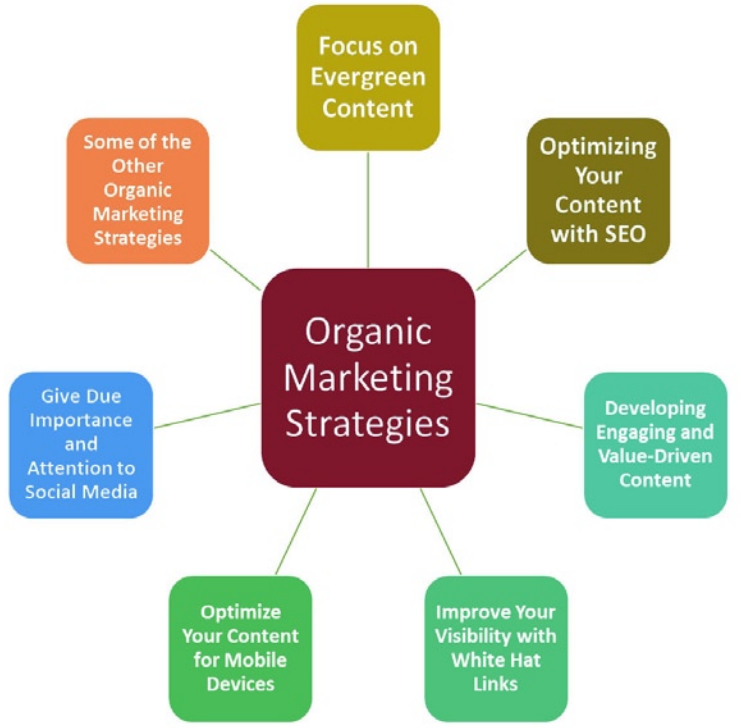 Focus on
Evergreen
Content
Optimizing
Your
Content
with SEO
Developing
Engaging and
Value-Driven
Content
Improve Your
Visibility with
White Hat
Links
Optimize
Your Content
for Mobile
Devices
Give Due
Importance
and
Attention to
Social Media
Some of the
Other
Organic
Marketing
Strategies
Organic
Marketing
Strategies